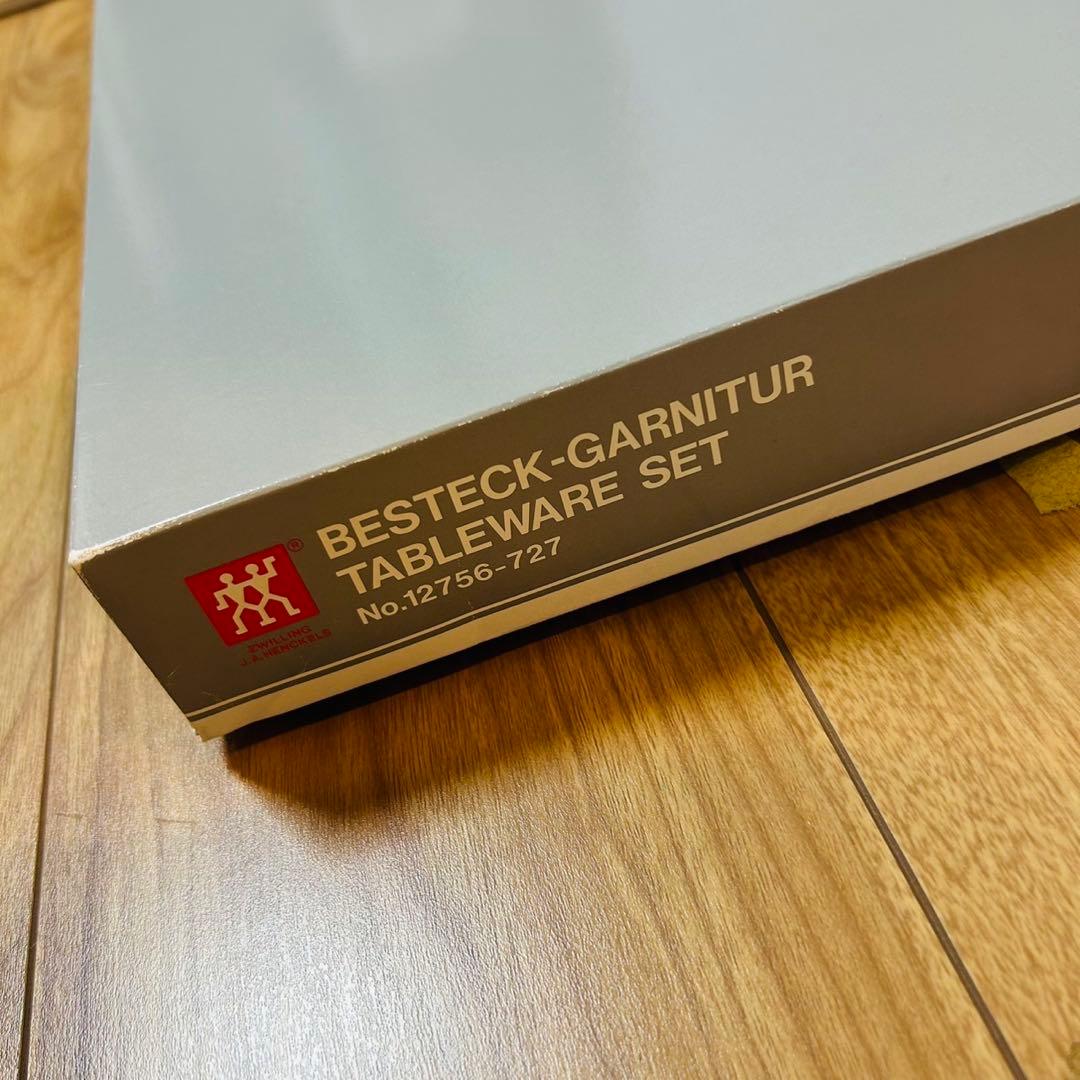 BESTECK-GARNITUR
TABLEWARE SET
No.12756-727
®
ZWILLING
J.A. HENCKELS